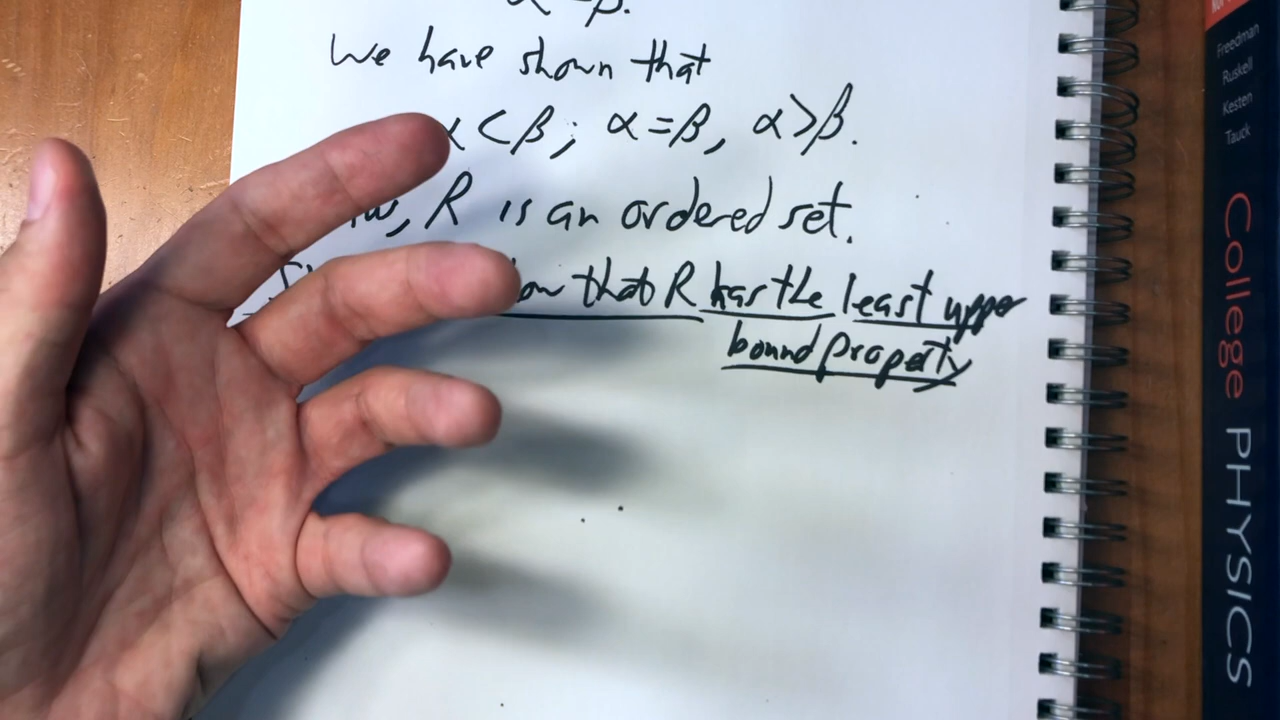 α=β.
We have shown that
α<β; α=β, α>β.
R is an ordered set.
that R has the least upper
bound property
Freedman
Ruskell
Kesten
Tauck
College PHYSICS